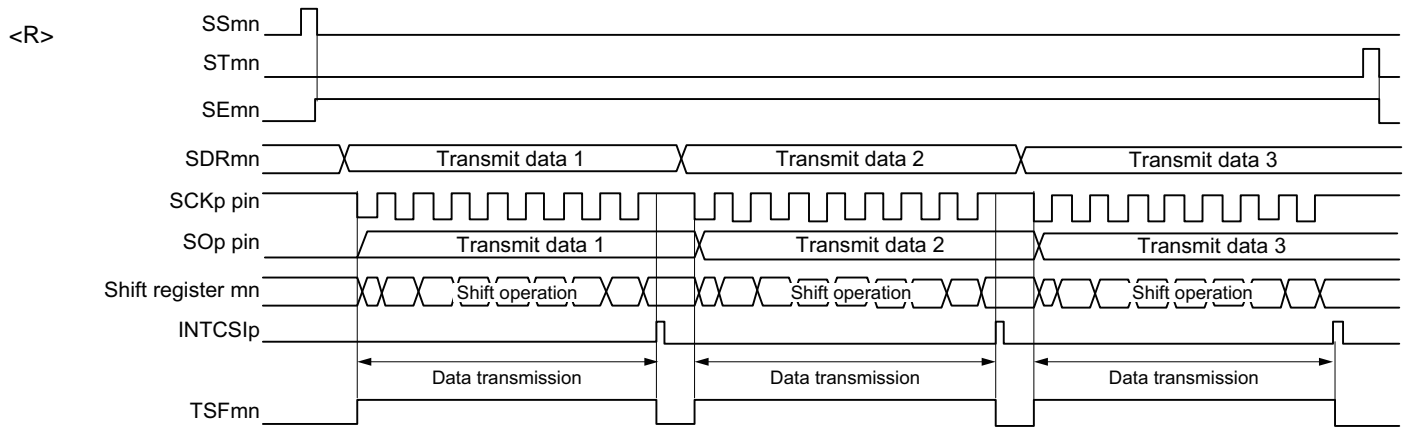 <R>
SSmn
STmn
SEmn
SDRmn Transmit data 1 Transmit data 2 Transmit data 3
SCKp pin
SOp pin Transmit data 1 Transmit data 2 Transmit data 3
Shift register mn Shift operation Shift operation Shift operation
INTCSIp
Data transmission Data transmission Data transmission
TSFmn